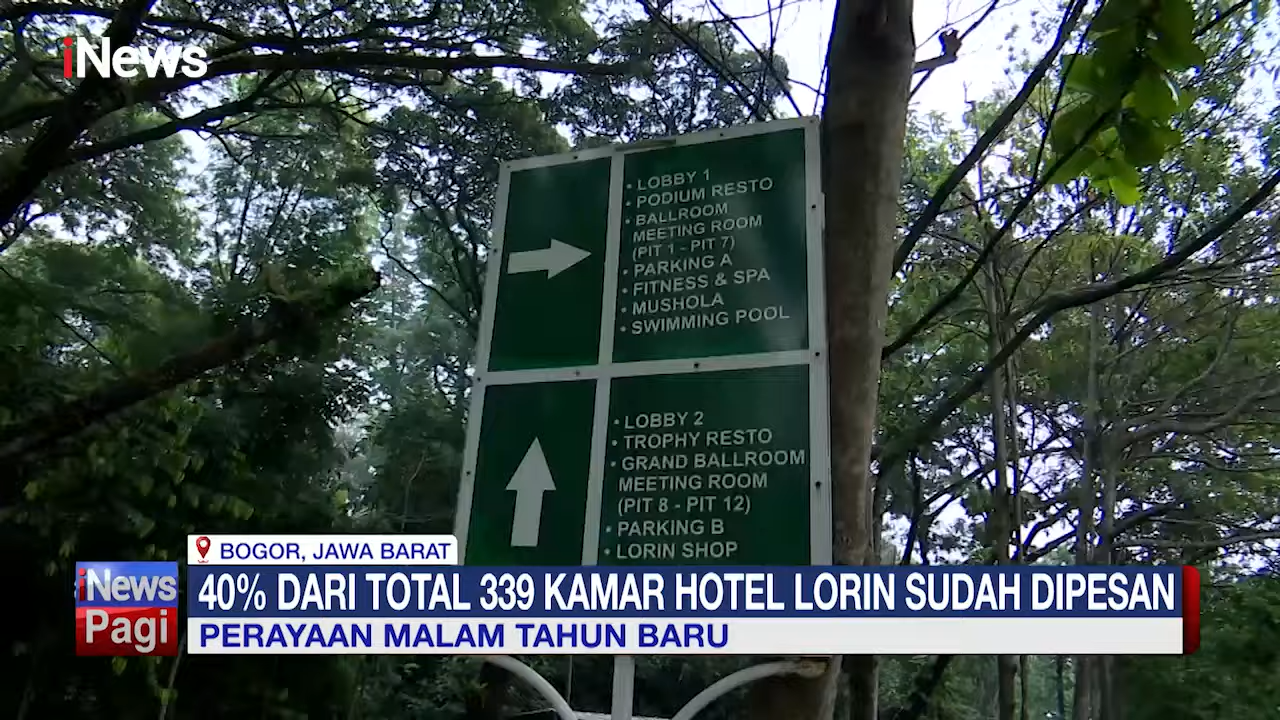 iNews
• LOBBY 1
• PODIUM RESTO
• BALLROOM
MEETING ROOM
(PIT 1 - PIT 7)
• PARKING A
• FITNESS & SPA
• MUSHOLA
• SWIMMING POOL
• LOBBY 2
• TROPHY RESTO
• GRAND BALLROOM
MEETING ROOM
(PIT 8 - PIT 12)
• PARKING B
• LORIN SHOP
BOGOR, JAWA BARAT
iNews
Pagi
40% DARI TOTAL 339 KAMAR HOTEL LORIN SUDAH DIPESAN
PERAYAAN MALAM TAHUN BARU